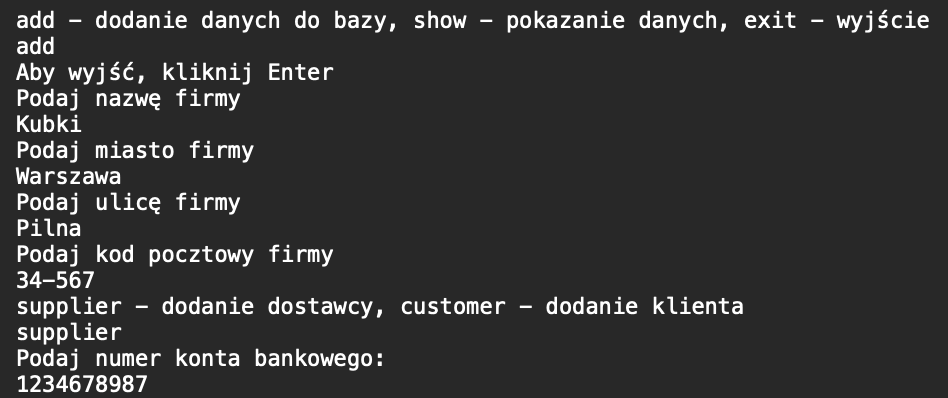 add - dodanie danych do bazy, show - pokazanie danych, exit - wyjście
add
Aby wyjść, kliknij Enter
Podaj nazwę firmy
Kubki
Podaj miasto firmy
Warszawa
Podaj ulicę firmy
Pilna
Podaj kod pocztowy firmy
34-567
supplier - dodanie dostawcy, customer - dodanie klienta
supplier
Podaj numer konta bankowego:
1234678987